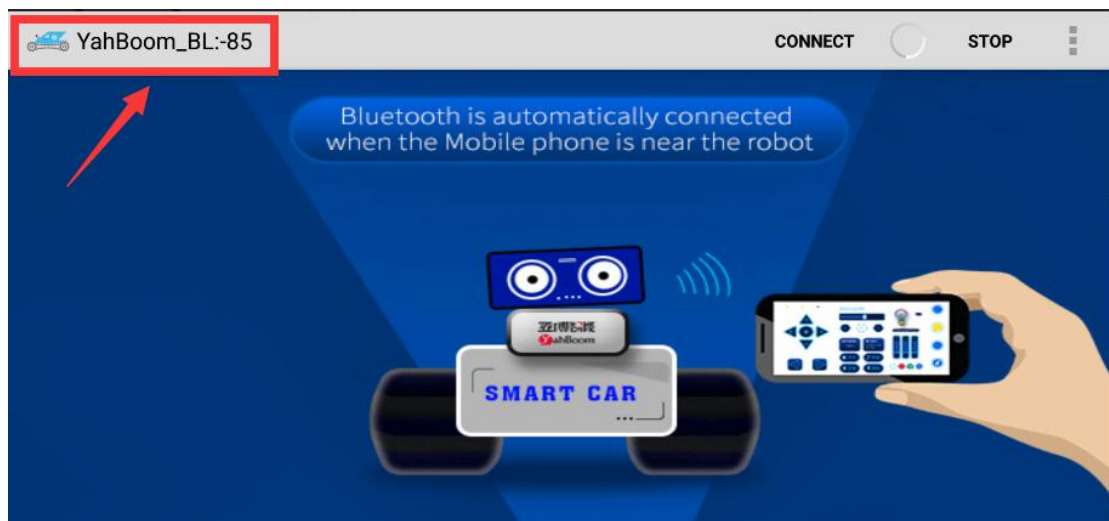 YahBoom_BL:-85
CONNECT
STOP
Bluetooth is automatically connected
when the Mobile phone is near the robot
YahBoom
SMART CAR